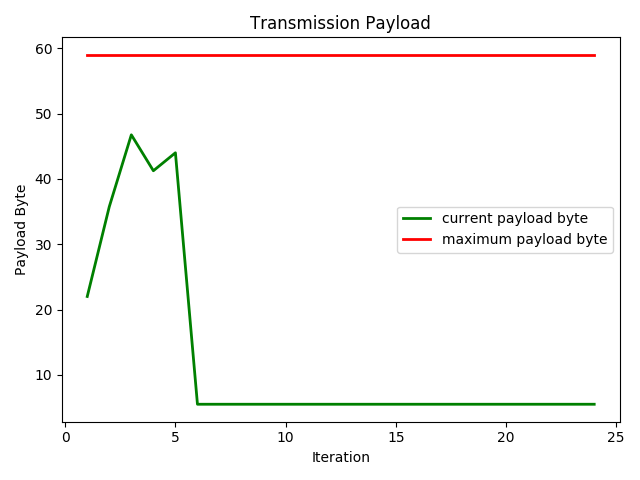 Transmission Payload
60
50
40
30
20
10
Payload Byte
current payload byte
maximum payload byte
0
5
10
15
20
25
Iteration